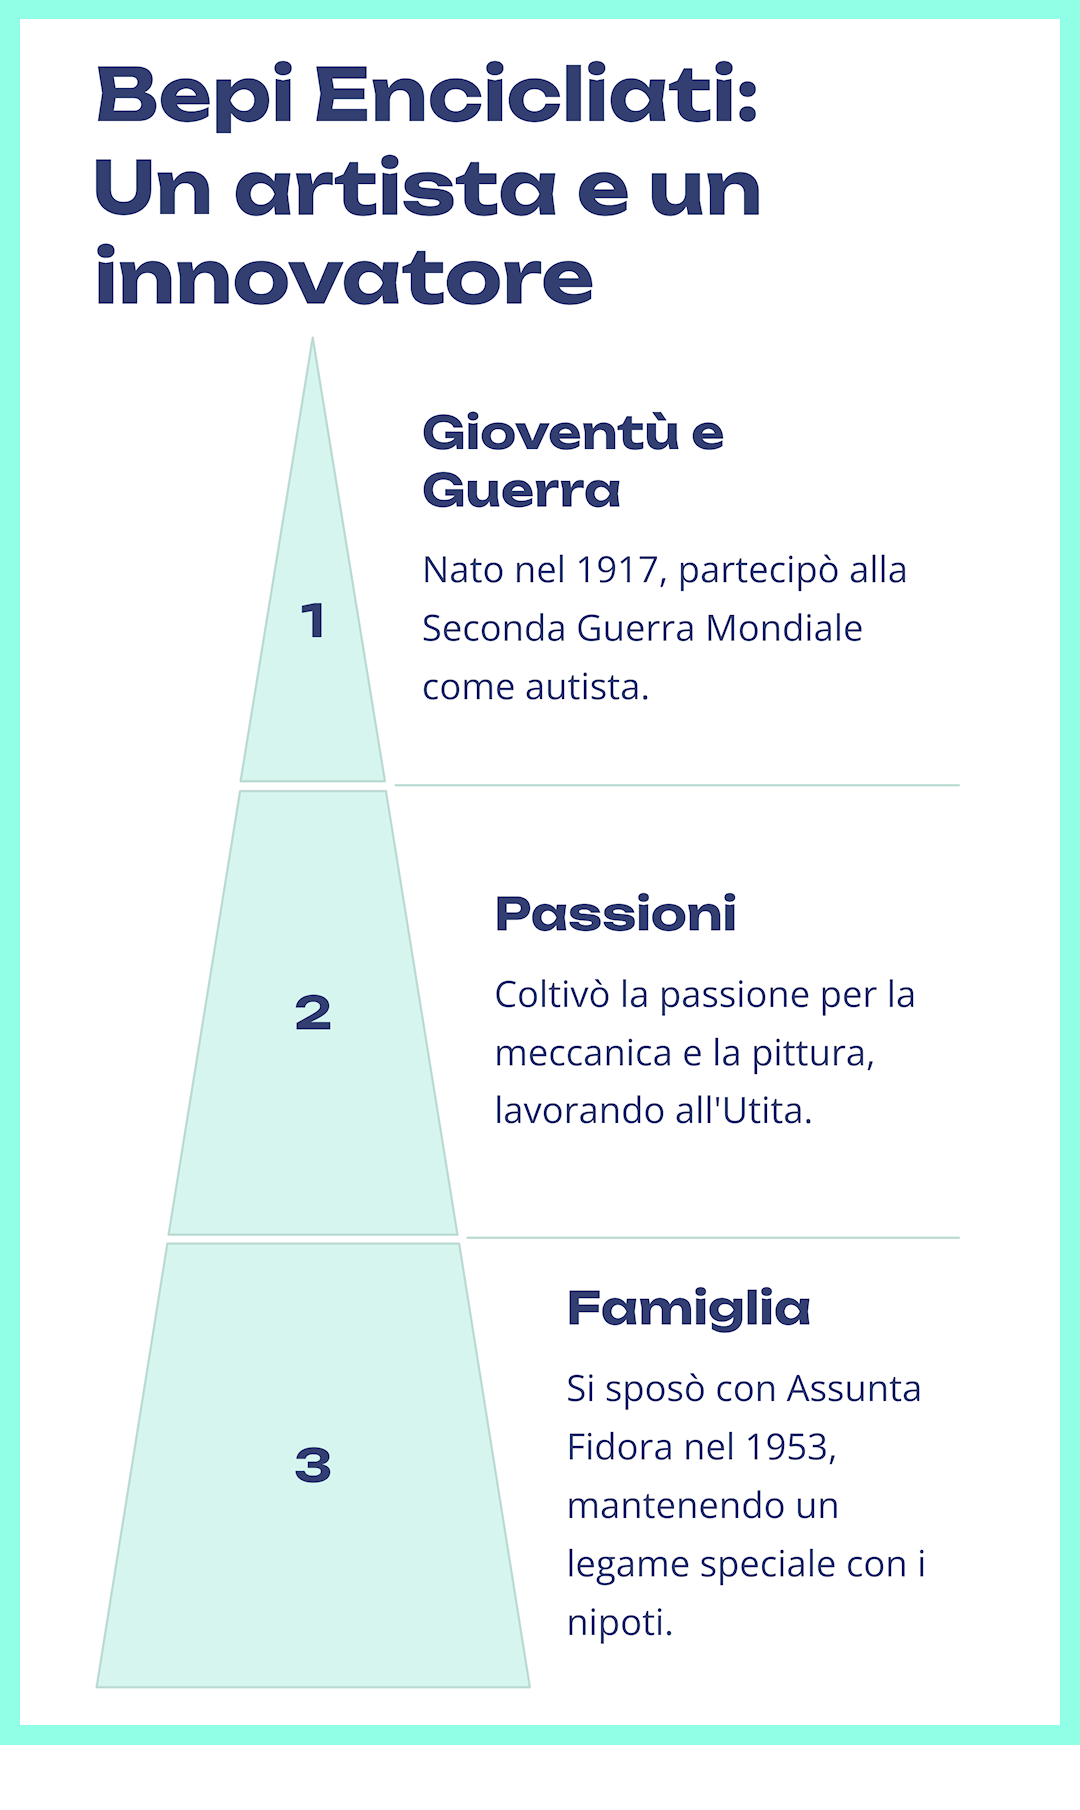 Bepi Encicliati:
Un artista e un
innovatore
Gioventù e
Guerra
Nato nel 1917, partecipò alla
Seconda Guerra Mondiale
come autista.
1
Passioni
Coltivò la passione per la
meccanica e la pittura,
lavorando all'Utita.
2
Famiglia
Si sposò con Assunta
Fidora nel 1953,
mantenendo un
legame speciale con i
nipoti.
3